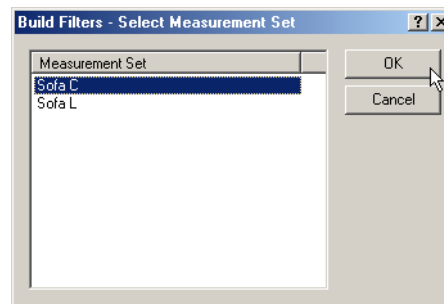 Build Filters - Select Measurement Set
Measurement Set
Sofa C
Sofa L
OK
Cancel